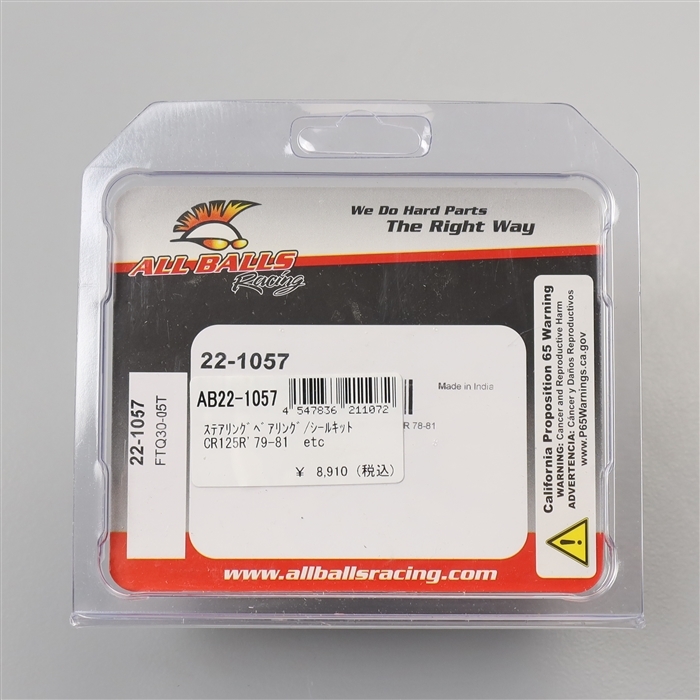 We Do Hard Parts
The Right Way
ALL BALLS
Racing
22-1057
Made in India
R 78-81
AB22-1057
4 547836 211072
ステアリングベアリング/シールキット
CR125R'79-81 etc
¥ 8,910 (税込)
22-1057
FTQ30-05T
California Proposition 65 Warning
WARNING: Cancer and Reproductive Harm
ADVERTENCIA: Cáncer y Daños Reproductivos
www.P65Warnings.ca.gov
www.allballsracing.com